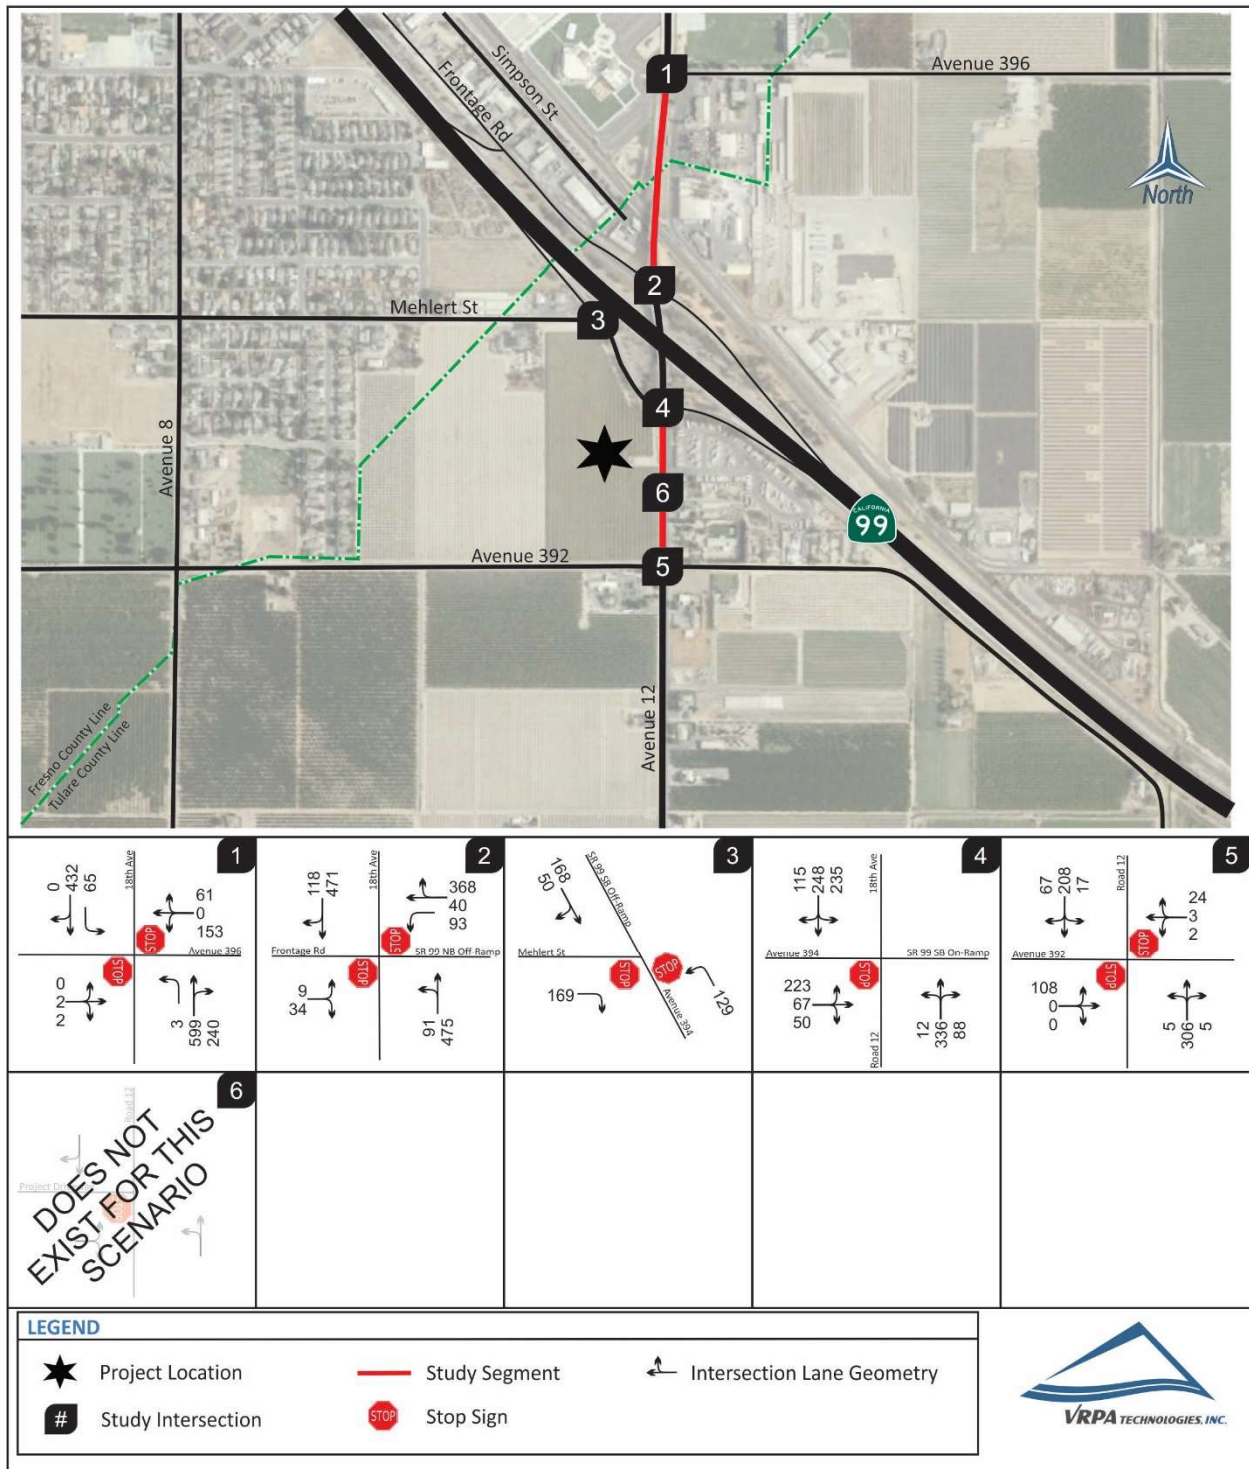 Avenue 396
1
Simpson St
Frontage Rd
North
2
Mehlert St
3
4
Avenue 8
6
CALIFORNIA
99
Avenue 392
5
Avenue 12
Fresno County Line
Tulare County Line
1
18th Ave
0
432
65
61
0
153
STOP
Avenue 396
STOP
0
2
2
3
599
240
2
18th Ave
118
471
368
40
93
STOP
Frontage Rd
SR 99 NB Off-Ramp
STOP
9
34
91
475
3
SR 99 SB Off-Ramp
168
50
Mehlert St
STOP
STOP
169
129
Avenue 394
4
18th Ave
115
248
235
Avenue 394
SR 99 SB On-Ramp
STOP
223
67
50
12
336
88
Road 12
5
Road 12
67
208
17
24
3
2
STOP
Avenue 392
STOP
108
0
0
5
306
5
6
Road 12
DOES NOT
EXIST FOR THIS
SCENARIO
LEGEND
Project Location
Study Segment
Intersection Lane Geometry
# Study Intersection
STOP Stop Sign
VRPA TECHNOLOGIES, INC.